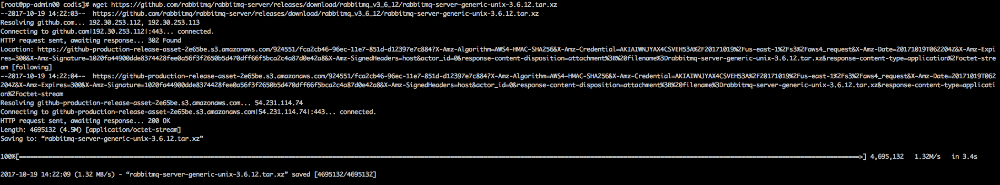 [root@pp-admin00 codis]# wget https://github.com/rabbitmq/rabbitmq-server/releases/download/rabbitmq_v3_6_12/rabbitmq-server-generic-unix-3.6.12.tar.xz
--2017-10-19 14:22:03--  https://github.com/rabbitmq/rabbitmq-server/releases/download/rabbitmq_v3_6_12/rabbitmq-server-generic-unix-3.6.12.tar.xz
Resolving github.com... 192.30.253.112, 192.30.253.113
Connecting to github.com|192.30.253.112|:443... connected.
HTTP request sent, awaiting response... 302 Found
Location: https://github-production-release-asset-2e65be.s3.amazonaws.com/924551/fca2cb46-96ec-11e7-851d-d12397e7c884?X-Amz-Algorithm=AWS4-HMAC-SHA256&X-Amz-Credential=AKIAIWNJYAX4CSVEH53A%2F20171019%2Fus-east-1%2Fs3%2Faws4_request&X-Amz-Date=20171019T062204Z&X-Amz-Expi
res=300&X-Amz-Signature=1020fa44900dde8374428fee0a56f3f2650b5d470dff66f5bca2c4a87d0e42a8&X-Amz-SignedHeaders=host&actor_id=0&response-content-disposition=attachment%3B%20filename%3Drabbitmq-server-generic-unix-3.6.12.tar.xz&response-content-type=application%2Foctet-stre
am [following]
--2017-10-19 14:22:04--  https://github-production-release-asset-2e65be.s3.amazonaws.com/924551/fca2cb46-96ec-11e7-851d-d12397e7c884?X-Amz-Algorithm=AWS4-HMAC-SHA256&X-Amz-Credential=AKIAIWNJYAX4CSVEH53A%2F20171019%2Fus-east-1%2Fs3%2Faws4_request&X-Amz-Date=20171019T062
204Z&X-Amz-Expires=300&X-Amz-Signature=1020fa44900dde8374428fee0a56f3f2650b5d470dff66f5bca2c4a87d0e42a8&X-Amz-SignedHeaders=host&actor_id=0&response-content-disposition=attachment%3B%20filename%3Drabbitmq-server-generic-unix-3.6.12.tar.xz&response-content-type=applicati
on%2Foctet-stream
Resolving github-production-release-asset-2e65be.s3.amazonaws.com... 54.231.114.74
Connecting to github-production-release-asset-2e65be.s3.amazonaws.com|54.231.114.74|:443... connected.
HTTP request sent, awaiting response... 200 OK
Length: 4695132 (4.5M) [application/octet-stream]
Saving to: “rabbitmq-server-generic-unix-3.6.12.tar.xz”
100%[======================================>] 4,695,132   1.32M/s   in 3.4s
2017-10-19 14:22:09 (1.32 MB/s) - “rabbitmq-server-generic-unix-3.6.12.tar.xz” saved [4695132/4695132]